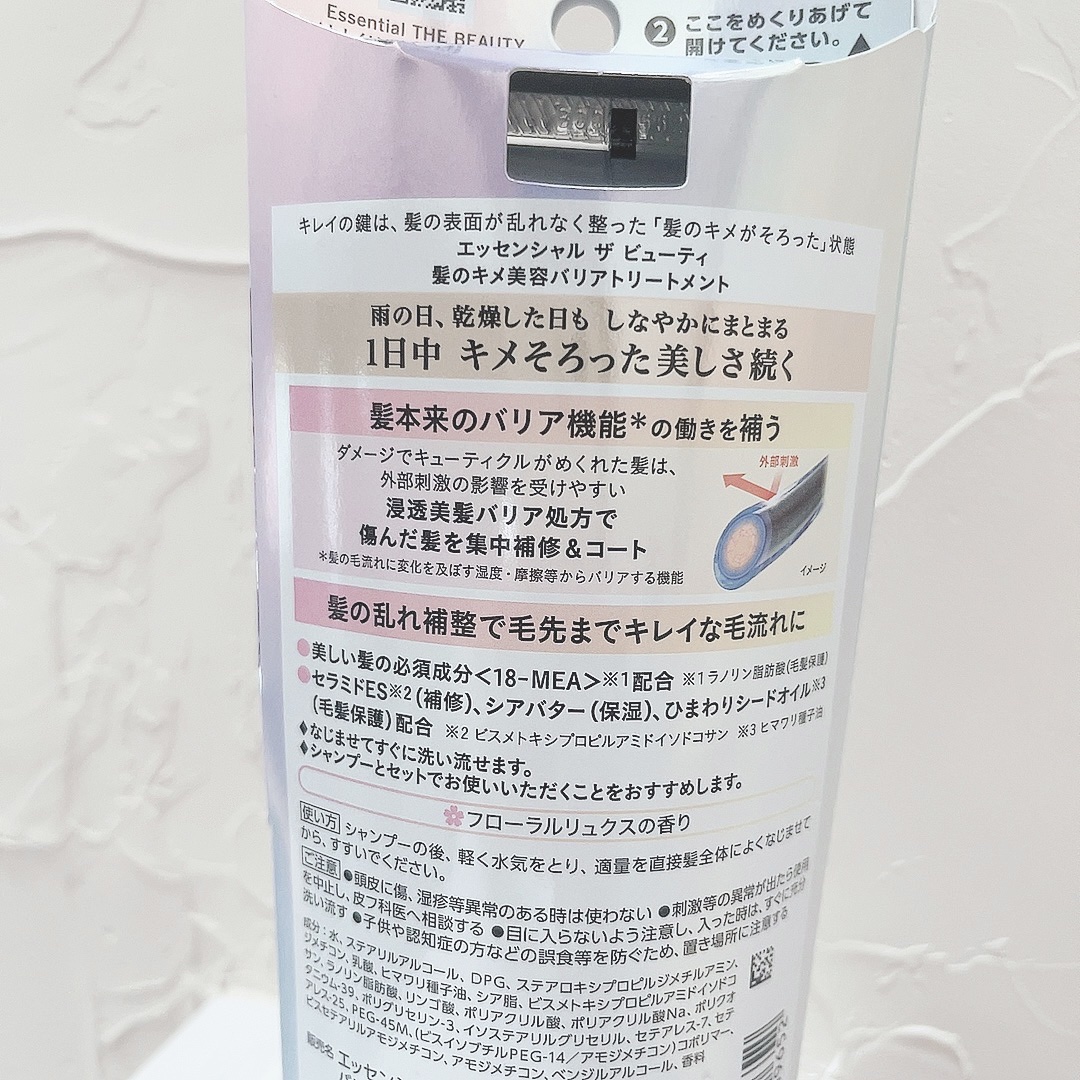 Essential THE BEAUTY
❷ ここをめくりあげて
開けてください。▲
キレイの鍵は、髪の表面が乱れなく整った「髪のキメがそろった」状態
エッセンシャル ザ ビューティ
髪のキメ美容バリアトリートメント
雨の日、乾燥した日も しなやかにまとまる
1日中 キメそろった美しさ続く
髪本来のバリア機能＊の働きを補う
ダメージでキューティクルがめくれた髪は、
外部刺激の影響を受けやすい
浸透美髪バリア処方で
傷んだ髪を集中補修＆コート
＊髪の毛流れに変化を及ぼす湿度・摩擦等からバリアする機能
外部刺激
イメージ
髪の乱れ補整で毛先までキレイな毛流れに
●美しい髪の必須成分＜18-MEA＞※1配合 ※1 ラノリン脂肪酸（毛髪保護）
●セラミドES※2（補修）、シアバター（保湿）、ひまわりシードオイル※3
（毛髪保護）配合 ※2 ビスメトキシプロピルアミドイソドコサン ※3 ヒマワリ種子油
♦なじませてすぐに洗い流せます。
♦シャンプーとセットでお使いいただくことをおすすめします。
フローラルリュクスの香り
使い方 シャンプーの後、軽く水気をとり、適量を直接髪全体によくなじませて
から、すすいでください。
ご注意 ●頭皮に傷、湿疹等異常のある時は使わない ●刺激等の異常が出たら使用
を中止し、皮フ科医へ相談する ●目に入らないよう注意し、入った時は、すぐに充分
洗い流す ●子供や認知症の方などの誤食等を防ぐため、置き場所に注意する
成分：水、ステアリルアルコール、DPG、ステアロキシプロピルジメチルアミン、
ジメチコン、乳酸、ヒマワリ種子油、シア脂、ビスメトキシプロピルアミドイソドコ
サン、ラノリン脂肪酸、リンゴ酸、ポリアクリル酸、ポリアクリル酸Na、ポリクオ
タニウム-39、ポリグリセリン-3、イソステアリルグリセリル、セテアレス-7、セテ
アレス-25、PEG-45M、（ビスイソブチルPEG-14／アモジメチコン）コポリマー、
ビスセテアリルアモジメチコン、アモジメチコン、ベンジルアルコール、香料
販売名 エッセン